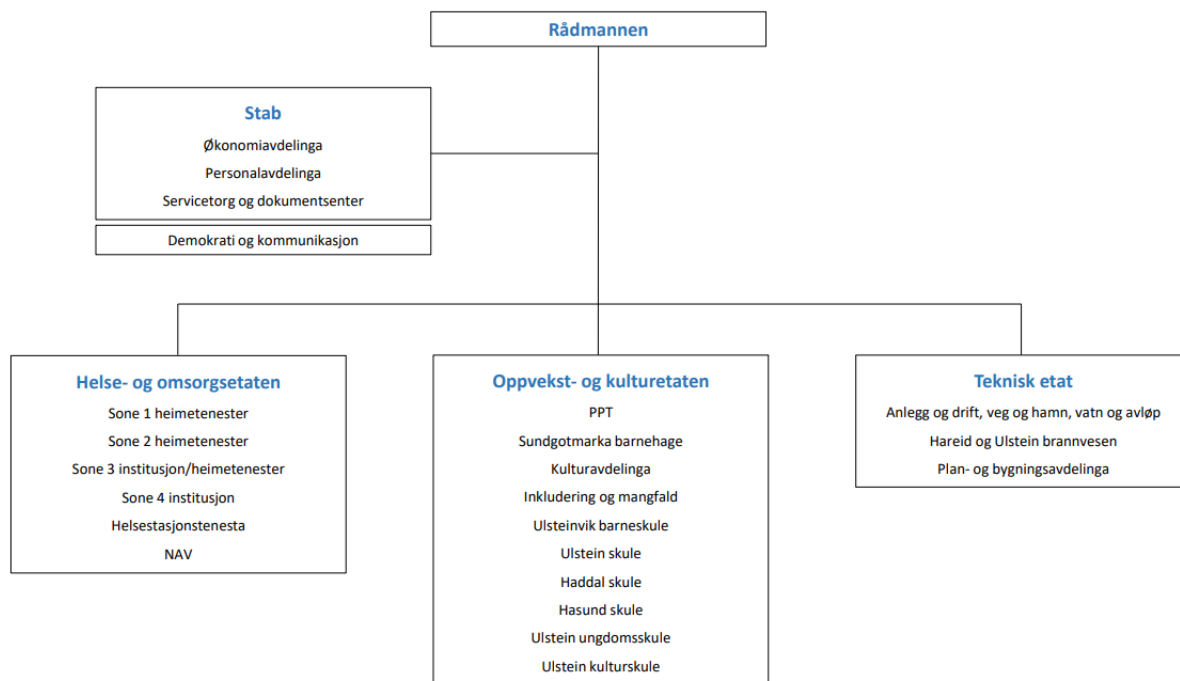 Rådmannen
Stab
Økonomiavdelinga
Personalavdelinga
Servicetorg og dokumentsenter
Demokrati og kommunikasjon
Helse- og omsorgsetaten
Sone 1 heimetenester
Sone 2 heimetenester
Sone 3 institusjon/heimetenester
Sone 4 institusjon
Helsestasjonstenesta
NAV
Oppvekst- og kulturetaten
PPT
Sundgotmarka barnehage
Kulturavdelinga
Inkludering og mangfald
Ulsteinvik barneskule
Ulstein skule
Haddal skule
Hasund skule
Ulstein ungdomsskule
Ulstein kulturskule
Teknisk etat
Anlegg og drift, veg og hamn, vatn og avløp
Hareid og Ulstein brannvesen
Plan- og bygningsavdelinga